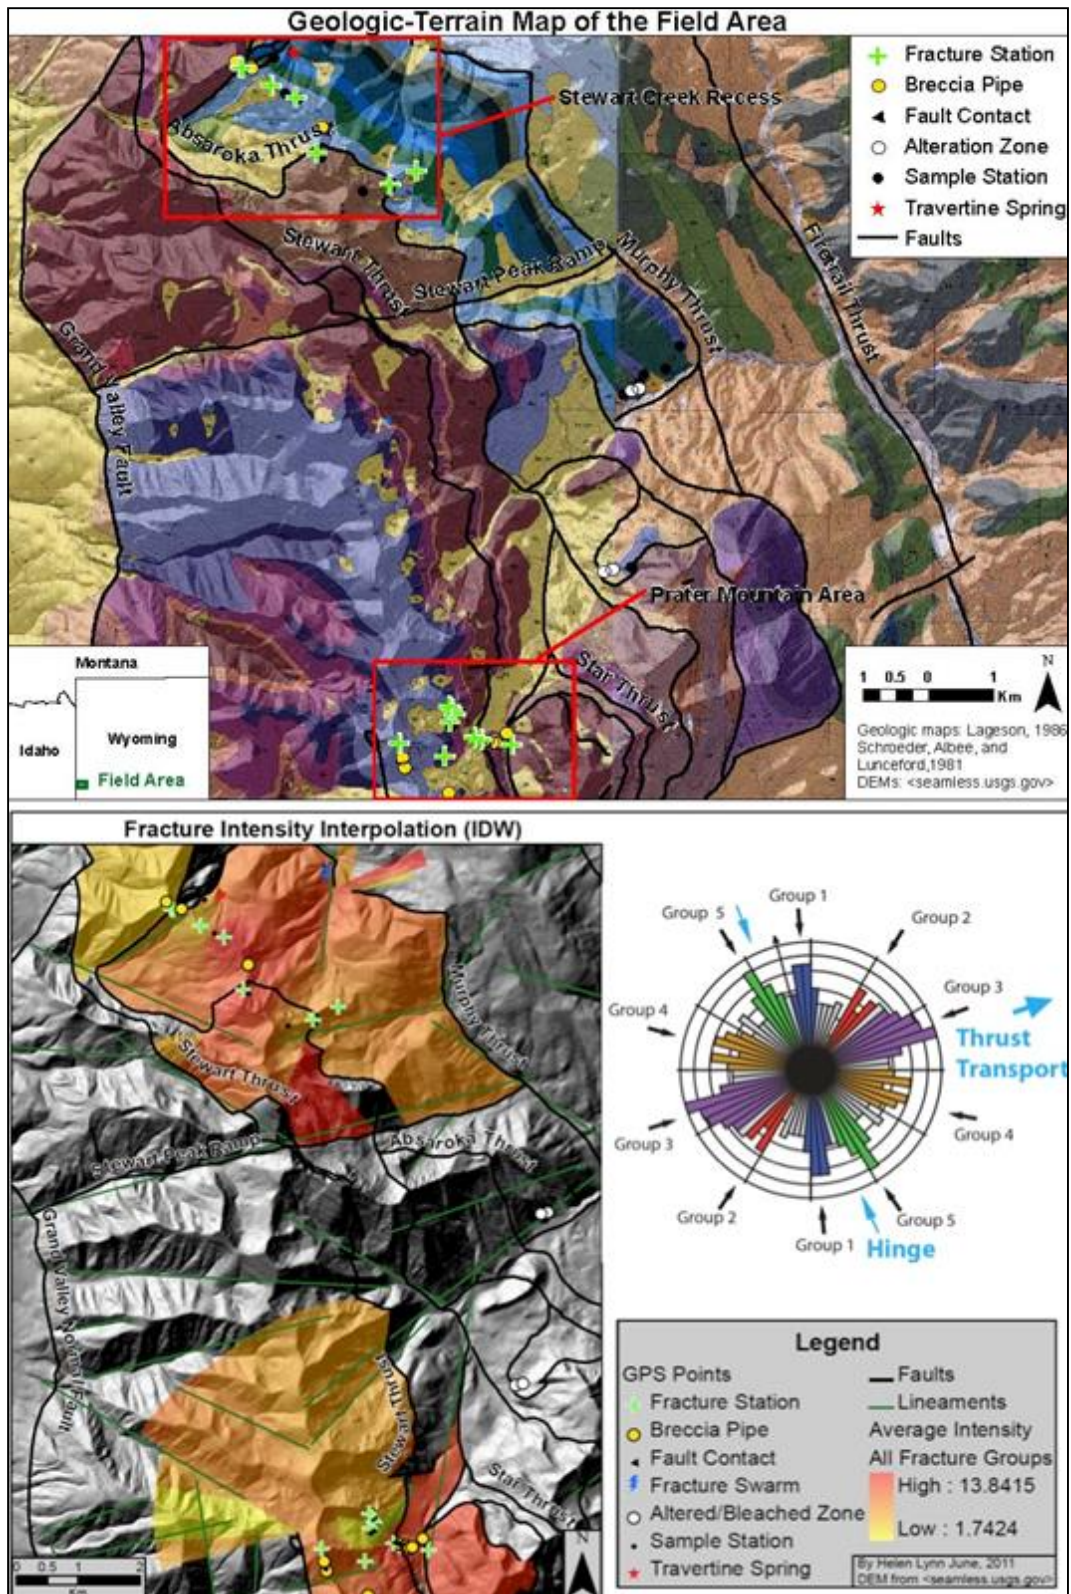 Geologic-Terrain Map of the Field Area
Fracture Station
Breccia Pipe
Fault Contact
Alteration Zone
Sample Station
Travertine Spring
Faults
Stewart Creek Recess
Absaroka Thrust
Stewart Thrust
Stewart Peak Ramp
Murphy Thrust
Firetrail Thrust
Grand Valley Fault
Prater Mountain Area
Star Thrust
Montana
Idaho
Wyoming
Field Area
N
1 0.5 0 1
Km
Geologic maps: Lageson, 1986
Schroeder, Albee, and
Lunceford,1981
DEMs: <seamless.usgs.gov>
Fracture Intensity Interpolation (IDW)
Murphy Thrust
Stewart Thrust
Stewart Peak Ramp
Absaroka Thrust
Grand Valley Normal Fault
Stewart Thrust
Star Thrust
0 0.5 1 2
Km
N
Group 1
Group 5
Group 2
Group 3
Group 4
Thrust
Transport
Group 3
Group 4
Group 2
Group 5
Group 1
Hinge
Legend
GPS Points
Fracture Station
Breccia Pipe
Fault Contact
Fracture Swarm
Altered/Bleached Zone
Sample Station
Travertine Spring
Faults
Lineaments
Average Intensity
All Fracture Groups
High : 13.8415
Low : 1.7424
By Helen Lynn June, 2011
DEM from <seamless.usgs.gov>